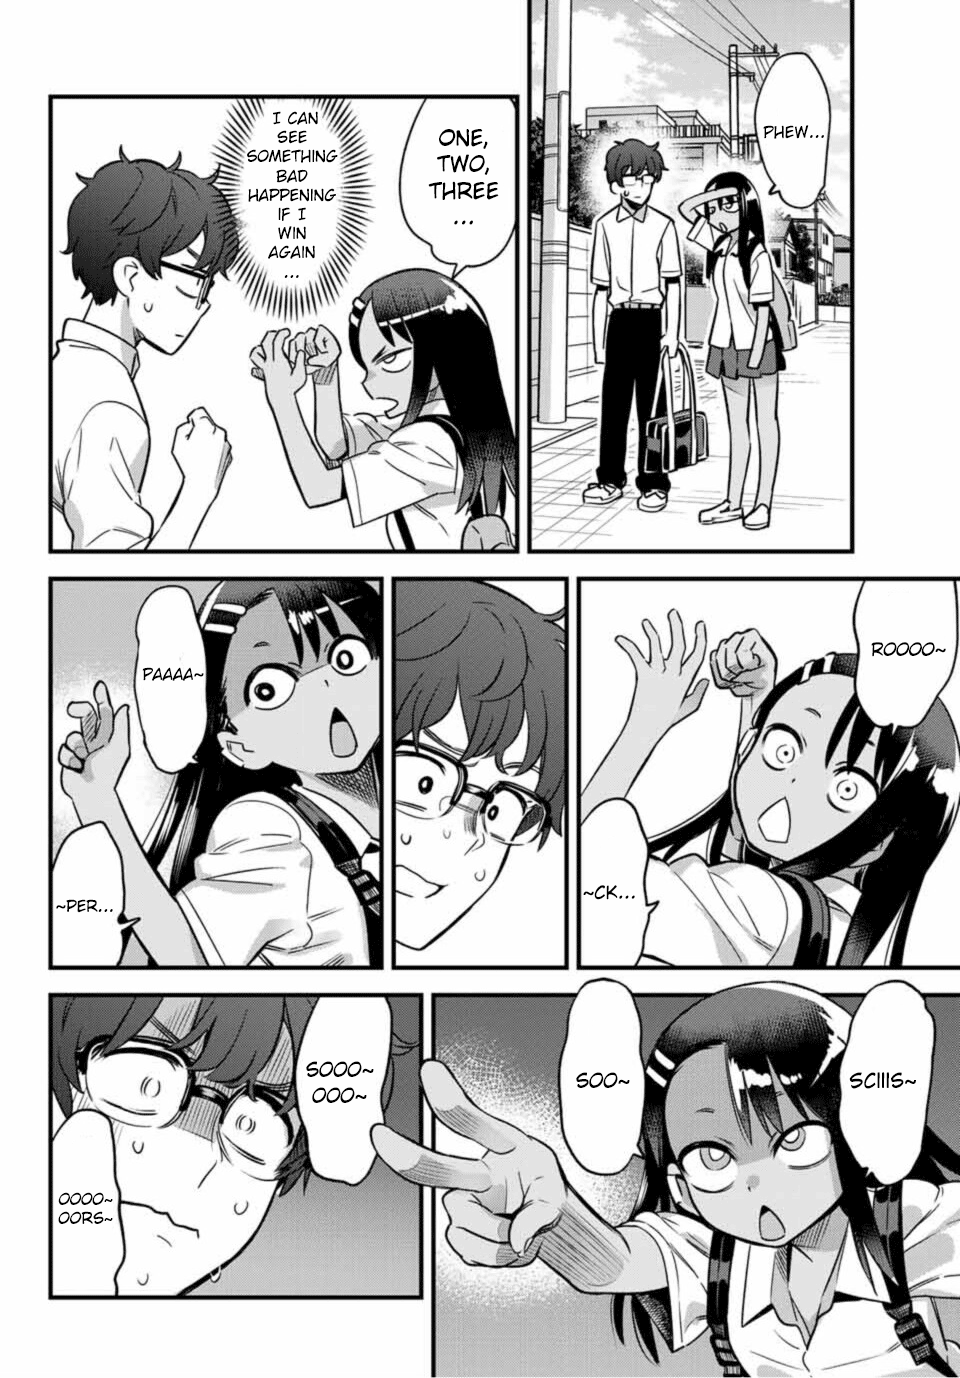 PHEW...
ONE,
TWO,
THREE
...
I CAN
SEE
SOMETHING
BAD
HAPPENING
IF I
WIN
AGAIN
...
ROOOO~
~CK...
PAAAA~
~PER...
SCIIIS~
SOO~
SOOO~
OOO~
OOOO~
OORS~